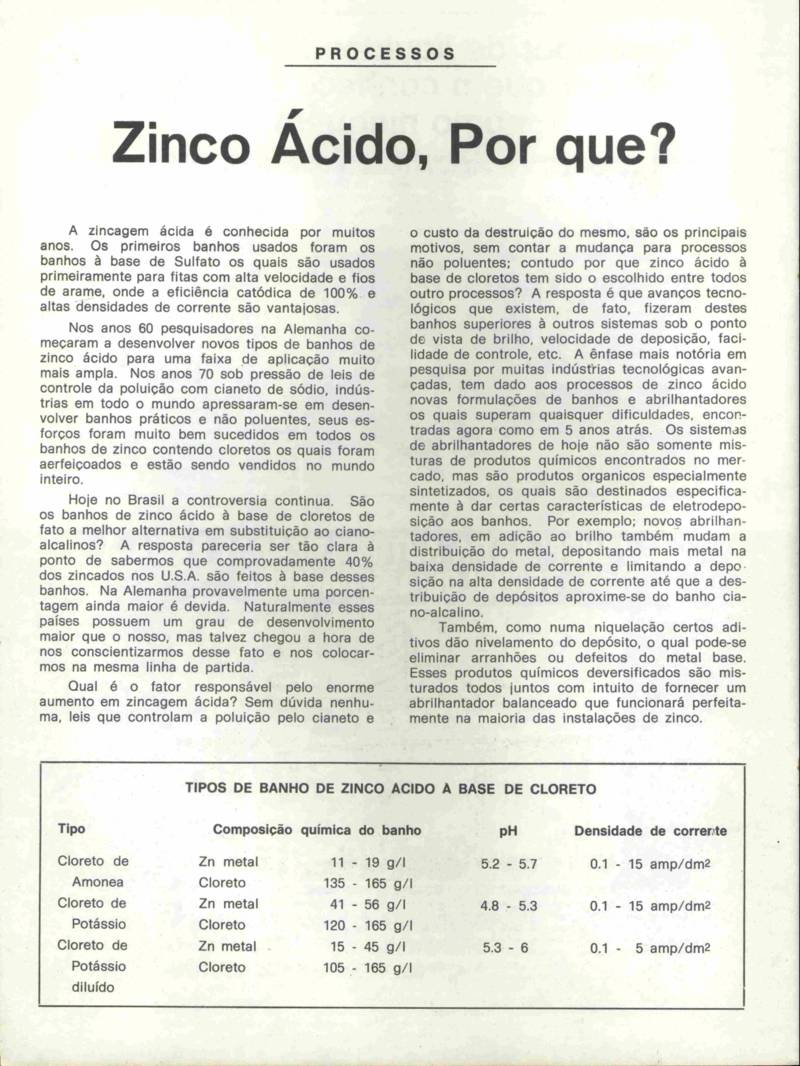 PROCESSOS
Zinco Ácido, Por que?
A zincagem ácida é conhecida por muitos
anos. Os primeiros banhos usados foram os
banhos à base de Sulfato os quais são usados
primeiramente para fitas com alta velocidade e fios
de arame, onde a eficiência catódica de 100% e
altas densidades de corrente são vantajosas.
Nos anos 60 pesquisadores na Alemanha co-
meçaram a desenvolver novos tipos de banhos de
zinco ácido para uma faixa de aplicação muito
mais ampla. Nos anos 70 sob pressão de leis de
controle da poluição com cianeto de sódio, indús-
trias em todo o mundo apressaram-se em desen-
volver banhos práticos e não poluentes, seus es-
forços foram muito bem sucedidos em todos os
banhos de zinco contendo cloretos os quais foram
aerfeiçoados e estão sendo vendidos no mundo
inteiro.
Hoje no Brasil a controversia continua. São
os banhos de zinco ácido à base de cloretos de
fato a melhor alternativa em substituição ao ciano-
alcalinos? A resposta pareceria ser tão clara à
ponto de sabermos que comprovadamente 40%
dos zincados nos U.S.A. são feitos à base desses
banhos. Na Alemanha provavelmente uma porcen-
tagem ainda maior é devida. Naturalmente esses
países possuem um grau de desenvolvimento
maior que o nosso, mas talvez chegou a hora de
nos conscientizarmos desse fato e nos colocar-
mos na mesma linha de partida.
Qual é o fator responsável pelo enorme
aumento em zincagem ácida? Sem dúvida nenhu-
ma, leis que controlam a poluição pelo cianeto e
o custo da destruição do mesmo, são os principais
motivos, sem contar a mudança para processos
não poluentes; contudo por que zinco ácido à
base de cloretos tem sido o escolhido entre todos
outro processos? A resposta é que avanços tecno-
lógicos que existem, de fato, fizeram destes
banhos superiores à outros sistemas sob o ponto
de vista de brilho, velocidade de deposição, faci-
lidade de controle, etc. A ênfase mais notória em
pesquisa por muitas indústrias tecnológicas avan-
çadas, tem dado aos processos de zinco ácido
novas formulações de banhos e abrilhantadores
os quais superam quaisquer dificuldades, encon-
tradas agora como em 5 anos atrás. Os sistemas
de abrilhantadores de hoje não são somente mis-
turas de produtos químicos encontrados no mer-
cado, mas são produtos organicos especialmente
sintetizados, os quais são destinados especifica-
mente à dar certas características de eletrodepo-
sição aos banhos. Por exemplo; novos abrilhan-
tadores, em adição ao brilho também mudam a
distribuição do metal, depositando mais metal na
baixa densidade de corrente e limitando a depo-
sição na alta densidade de corrente até que a des-
tribuição de depósitos aproxime-se do banho cia-
no-alcalino.
Também, como numa niquelação certos adi-
tivos dão nivelamento do depósito, o qual pode-se
eliminar arranhões ou defeitos do metal base.
Esses produtos químicos deversificados são mis-
turados todos juntos com intuito de fornecer um
abrilhantador balanceado que funcionará perfeita-
mente na maioria das instalações de zinco.
TIPOS DE BANHO DE ZINCO ACIDO À BASE DE CLORETO
Tipo Composição química do banho pH Densidade de corrente
Cloreto de Zn metal 11 - 19 g/l 5.2 - 5.7 0.1 - 15 amp/dm²
Amonea Cloreto 135 - 165 g/l
Cloreto de Zn metal 41 - 56 g/l 4.8 - 5.3 0.1 - 15 amp/dm²
Potássio Cloreto 120 - 165 g/l
Cloreto de Zn metal 15 - 45 g/l 5.3 - 6 0.1 - 5 amp/dm²
Potássio Cloreto 105 - 165 g/l
diluído